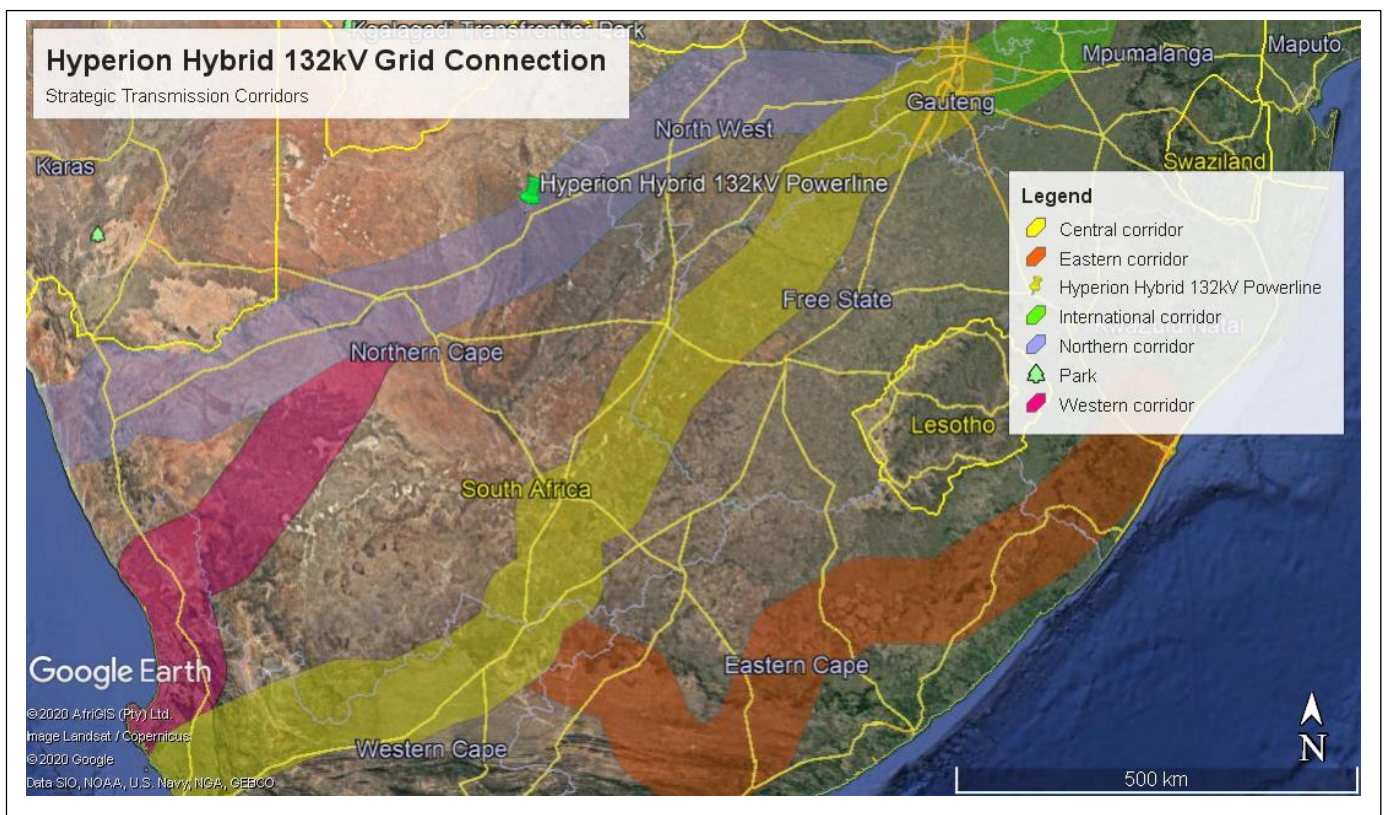 Kgalagadi Transfrontier Park
Hyperion Hybrid 132kV Grid Connection
Strategic Transmission Corridors
Mpumalanga
Maputo
Gauteng
North West
Karas
Swaziland
Hyperion Hybrid 132kV Powerline
Legend
Central corridor
Eastern corridor
Hyperion Hybrid 132kV Powerline
International corridor
KwaZulu-Natal
Northern corridor
Park
Western corridor
Free State
Northern Cape
Lesotho
South Africa
Eastern Cape
Google Earth
©2020 AfriGIS (Pty) Ltd.
Image Landsat / Copernicus
©2020 Google
Data SIO, NOAA, U.S. Navy, NGA, GEBCO
Western Cape
N
500 km